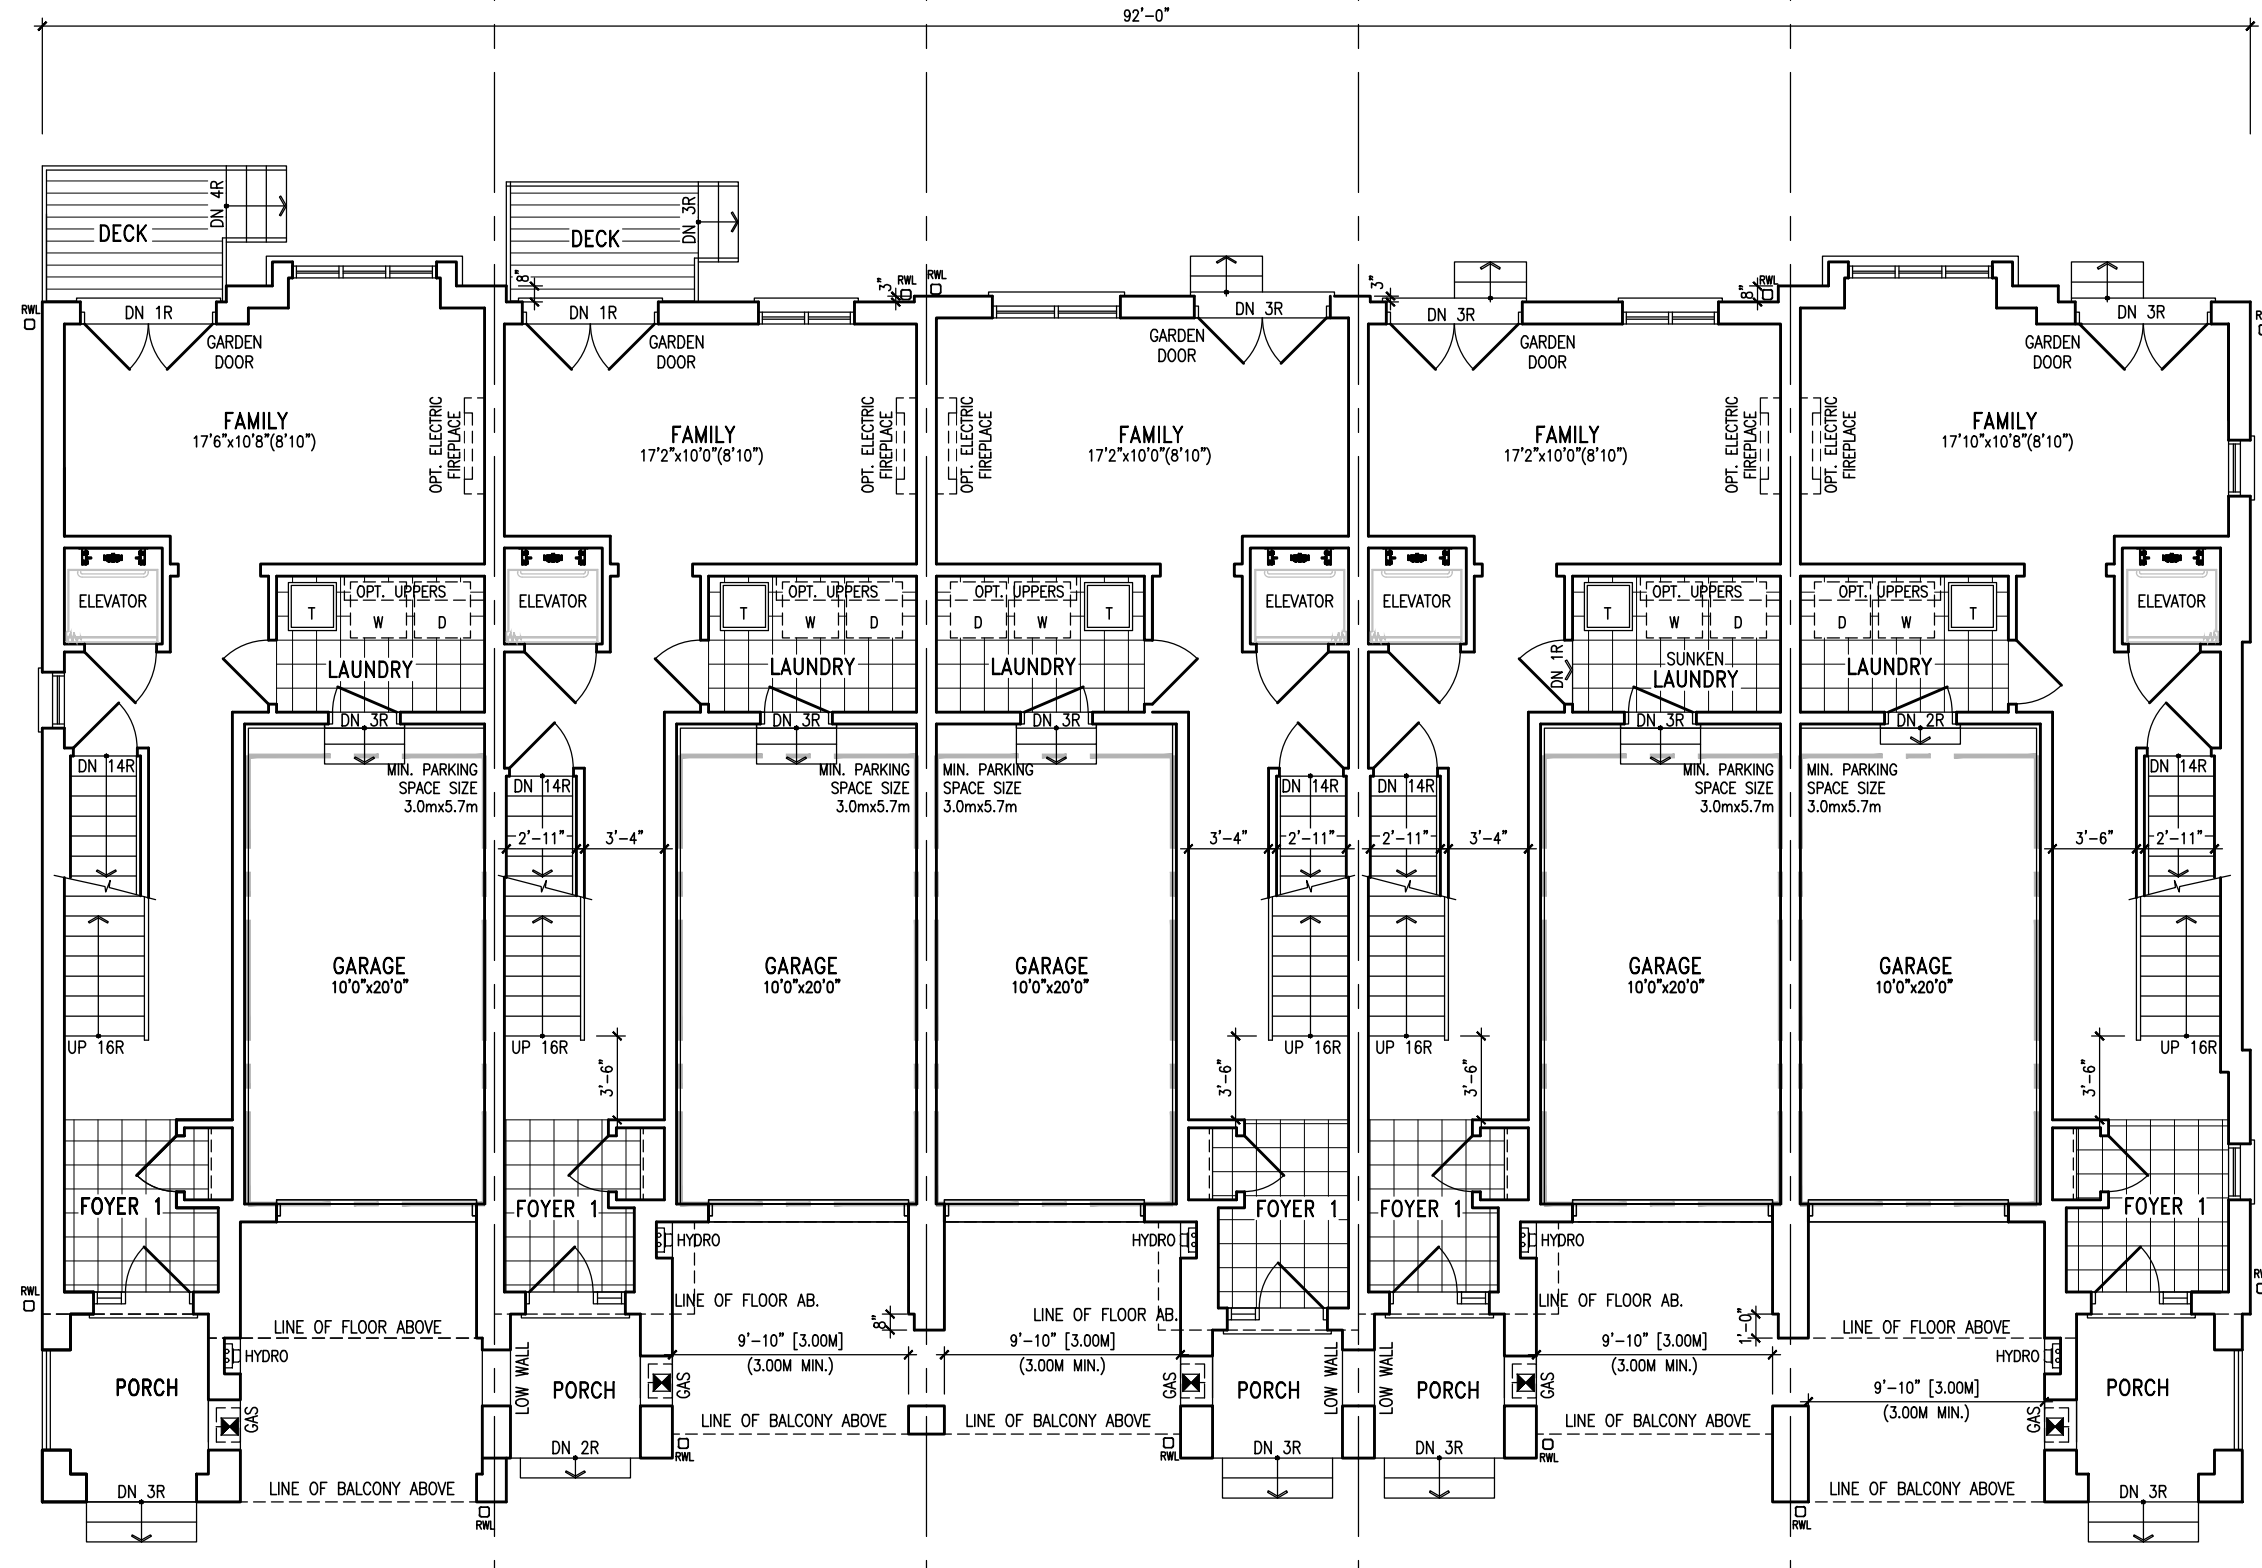 92'-0"
DN 4R
DECK
DN 3R
DECK
8"
3"
RWL
RWL
3"
8"
RWL
RWL
DN 1R
GARDEN
DOOR
DN 1R
GARDEN
DOOR
DN 3R
GARDEN
DOOR
DN 3R
GARDEN
DOOR
DN 3R
GARDEN
DOOR
FAMILY
17'6"x10'8"(8'10")
OPT. ELECTRIC
FIREPLACE
FAMILY
17'2"x10'0"(8'10")
OPT. ELECTRIC
FIREPLACE
OPT. ELECTRIC
FIREPLACE
FAMILY
17'2"x10'0"(8'10")
FAMILY
17'2"x10'0"(8'10")
OPT. ELECTRIC
FIREPLACE
OPT. ELECTRIC
FIREPLACE
FAMILY
17'10"x10'8"(8'10")
ELEVATOR
OPT. UPPERS
T
W
D
LAUNDRY
ELEVATOR
OPT. UPPERS
T
W
D
LAUNDRY
OPT. UPPERS
D
W
T
LAUNDRY
ELEVATOR
ELEVATOR
DN 1R
OPT. UPPERS
T
W
D
SUNKEN
LAUNDRY
OPT. UPPERS
D
W
T
LAUNDRY
ELEVATOR
DN 3R
DN 3R
DN 3R
DN 3R
DN 2R
DN 14R
MIN. PARKING
SPACE SIZE
3.0mx5.7m
DN 14R
MIN. PARKING
SPACE SIZE
3.0mx5.7m
MIN. PARKING
SPACE SIZE
3.0mx5.7m
DN 14R
DN 14R
MIN. PARKING
SPACE SIZE
3.0mx5.7m
MIN. PARKING
SPACE SIZE
3.0mx5.7m
DN 14R
2'-11"
3'-4"
3'-4"
2'-11"
2'-11"
3'-4"
3'-6"
2'-11"
GARAGE
10'0"x20'0"
GARAGE
10'0"x20'0"
GARAGE
10'0"x20'0"
GARAGE
10'0"x20'0"
GARAGE
10'0"x20'0"
UP 16R
UP 16R
UP 16R
UP 16R
UP 16R
3'-6"
3'-6"
3'-6"
3'-6"
FOYER 1
FOYER 1
FOYER 1
FOYER 1
FOYER 1
HYDRO
HYDRO
HYDRO
RWL
LINE OF FLOOR AB.
LINE OF FLOOR AB.
LINE OF FLOOR AB.
8"
1'-0"
LINE OF FLOOR ABOVE
LINE OF FLOOR ABOVE
HYDRO
HYDRO
9'-10" [3.00M]
(3.00M MIN.)
9'-10" [3.00M]
(3.00M MIN.)
9'-10" [3.00M]
(3.00M MIN.)
9'-10" [3.00M]
(3.00M MIN.)
PORCH
GAS
LOW WALL
PORCH
GAS
GAS
PORCH
LOW WALL
LOW WALL
PORCH
GAS
GAS
PORCH
LINE OF BALCONY ABOVE
LINE OF BALCONY ABOVE
LINE OF BALCONY ABOVE
DN 2R
RWL
RWL
DN 3R
DN 3R
RWL
DN 3R
LINE OF BALCONY ABOVE
LINE OF BALCONY ABOVE
DN 3R
RWL
RWL